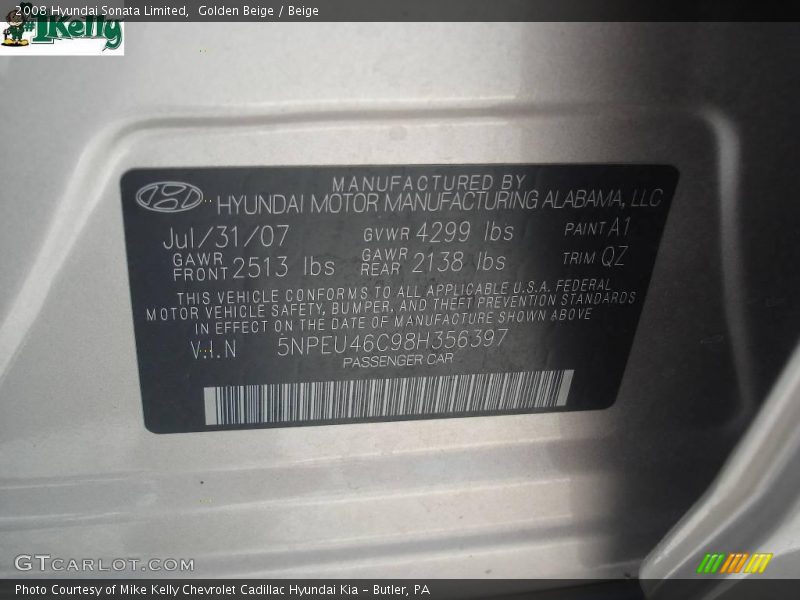 2008 Hyundai Sonata Limited,  Golden Beige / Beige
Kelly
MANUFACTURED BY
HYUNDAI MOTOR MANUFACTURING ALABAMA, LLC
Jul/31/07 GVWR 4299 lbs PAINT A1
GAWR FRONT 2513 lbs GAWR REAR 2138 lbs TRIM QZ
THIS VEHICLE CONFORMS TO ALL APPLICABLE U.S.A. FEDERAL
MOTOR VEHICLE SAFETY, BUMPER, AND THEFT PREVENTION STANDARDS
IN EFFECT ON THE DATE OF MANUFACTURE SHOWN ABOVE
V.I.N 5NPEU46C98H356397
PASSENGER CAR
GTCARLOT.COM
Photo Courtesy of Mike Kelly Chevrolet Cadillac Hyundai Kia – Butler, PA